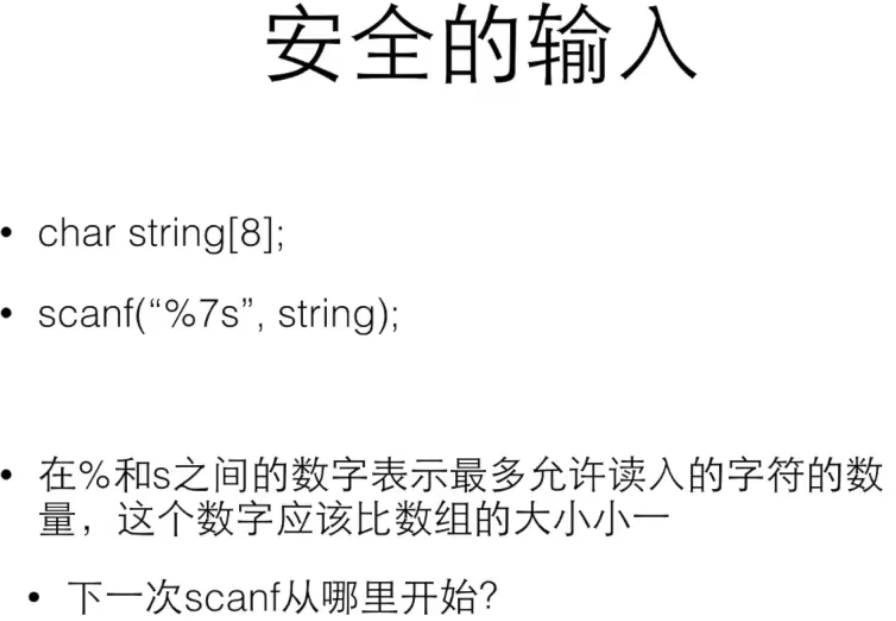 安全的输入
• char string[8];
• scanf(“%7s”, string);
• 在%和s之间的数字表示最多允许读入的字符的数
量，这个数字应该比数组的大小小一
• 下一次scanf从哪里开始?